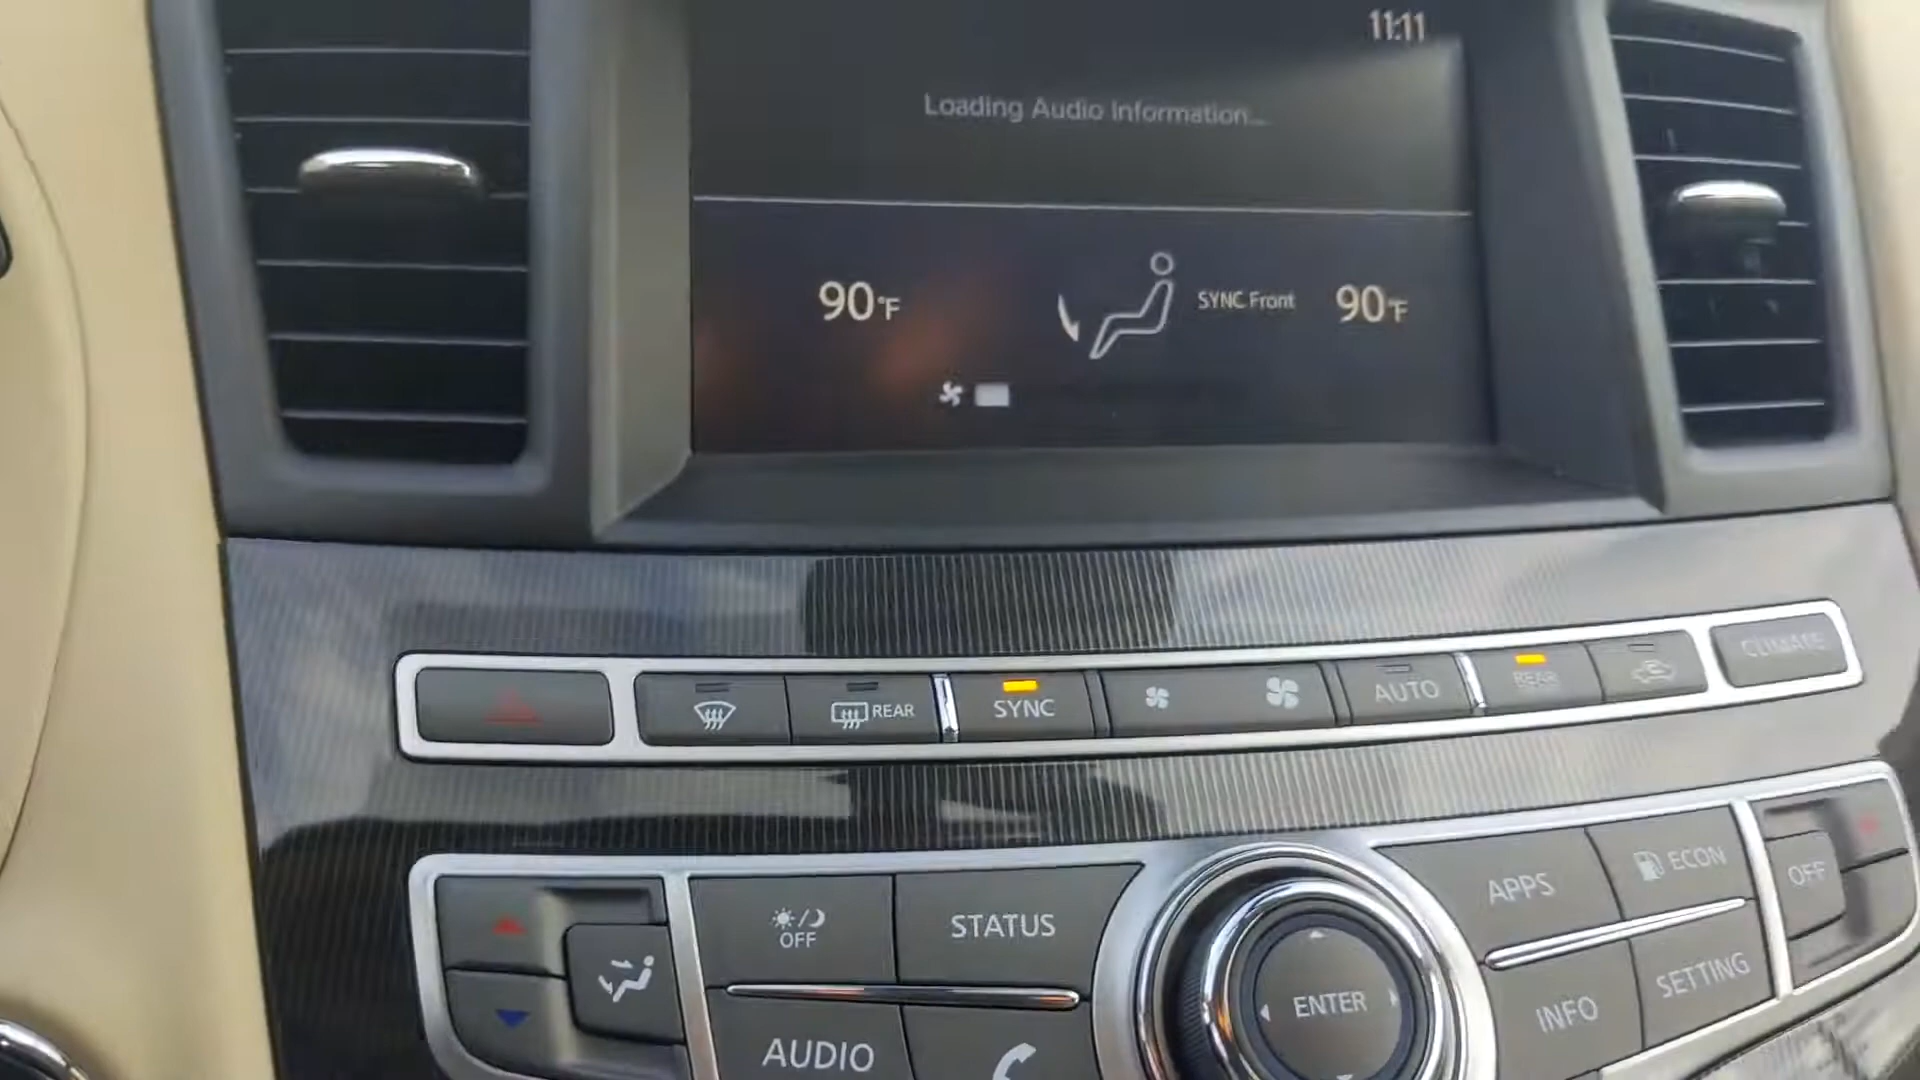 11:11
Loading Audio Information...
90°F
SYNC Front
90°F
REAR
SYNC
AUTO
REAR
CLIMATE
OFF
STATUS
APPS
ECON
OFF
AUDIO
ENTER
INFO
SETTING